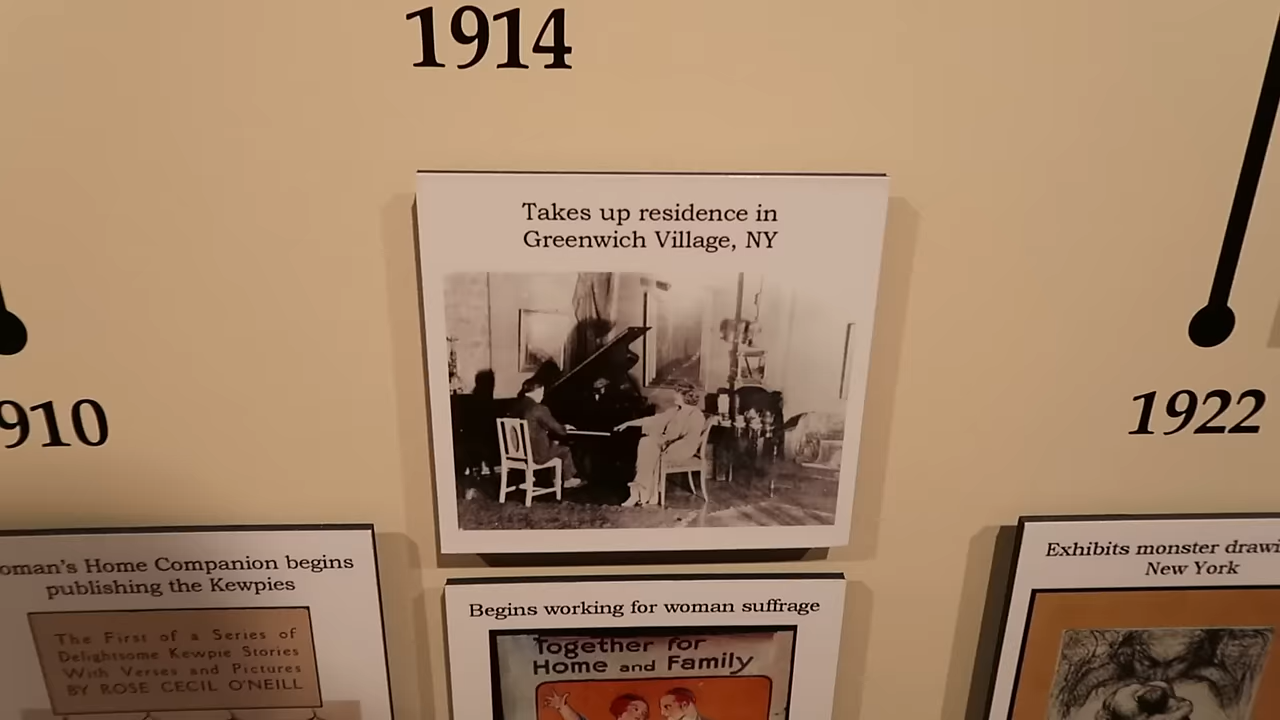 1914
Takes up residence in
Greenwich Village, NY
910
oman's Home Companion begins
publishing the Kewpies
The First of a Series of
Delightsome Kewpie Stories
With Verses and Pictures
BY ROSE CECIL O'NEILL
Begins working for woman suffrage
Together for
Home and Family
1922
Exhibits monster drawi
New York